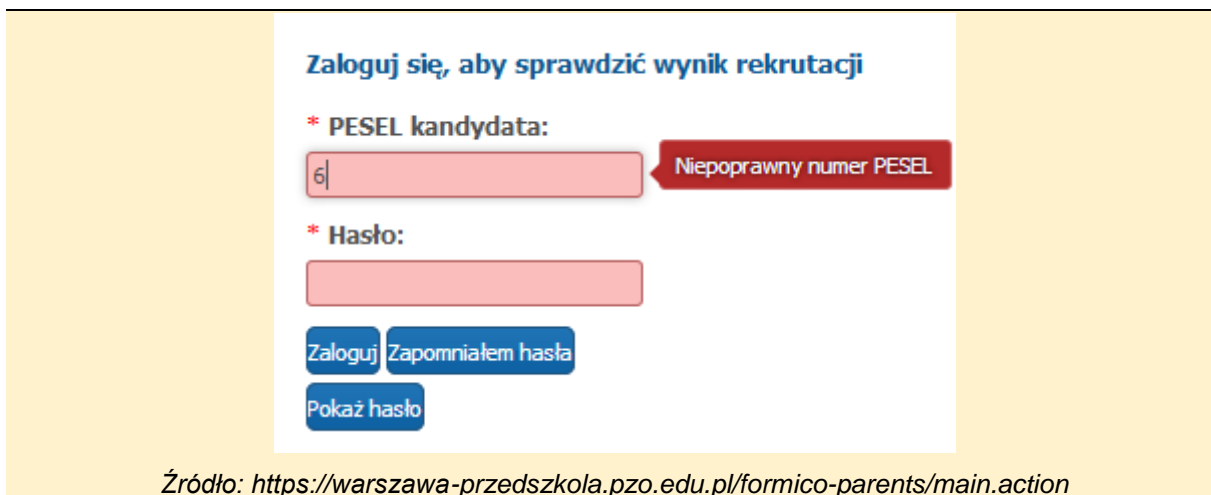 Zaloguj się, aby sprawdzić wynik rekrutacji
* PESEL kandydata:
6
Niepoprawny numer PESEL
* Hasło:
Zaloguj Zapomniałem hasła
Pokaż hasło
Źródło: https://warszawa-przedszkola.pzo.edu.pl/formico-parents/main.action